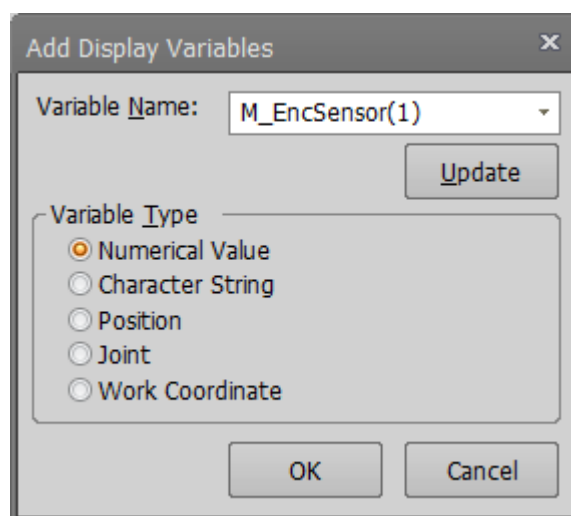 Add Display Variables
Variable Name: M_EncSensor(1)
Update
Variable Type
Numerical Value
Character String
Position
Joint
Work Coordinate
OK Cancel